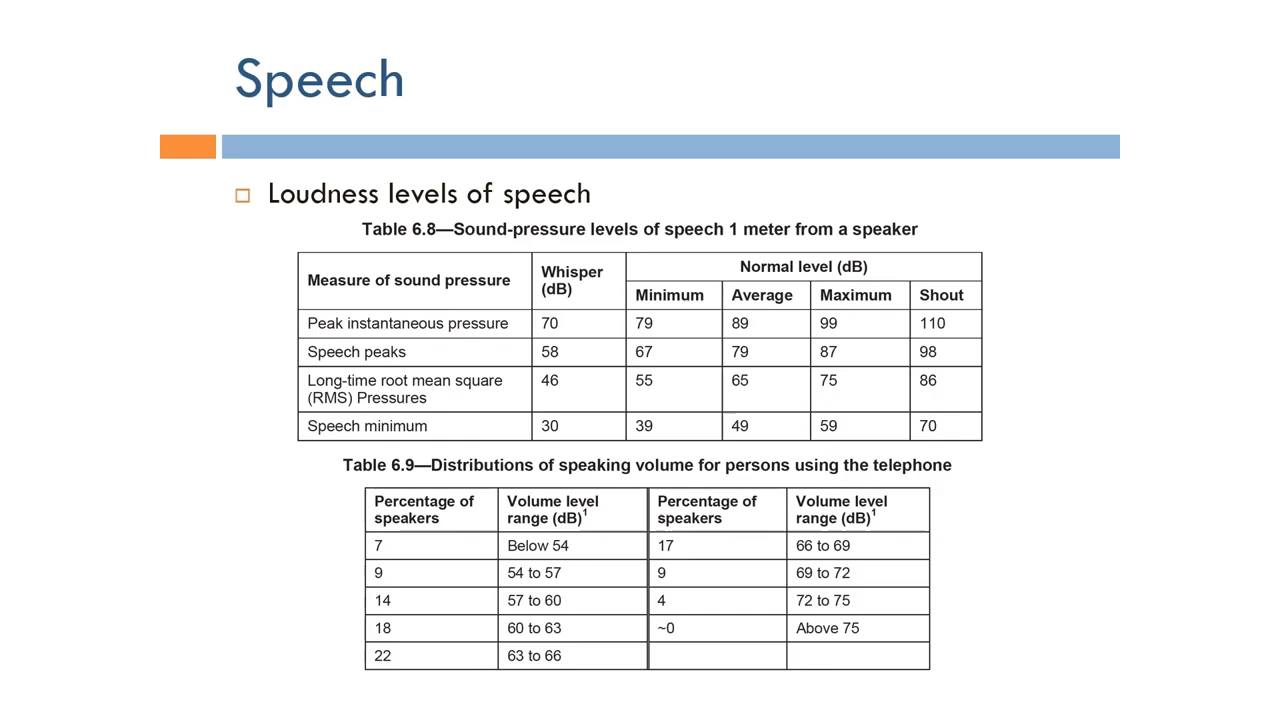 Speech
Loudness levels of speech
Table 6.8—Sound-pressure levels of speech 1 meter from a speaker
Measure of sound pressure Whisper (dB) Normal level (dB)
Minimum Average Maximum Shout
Peak instantaneous pressure 70 79 89 99 110
Speech peaks 58 67 79 87 98
Long-time root mean square (RMS) Pressures 46 55 65 75 86
Speech minimum 30 39 49 59 70
Table 6.9—Distributions of speaking volume for persons using the telephone
Percentage of speakers Volume level range (dB)1 Percentage of speakers Volume level range (dB)1
7 Below 54 17 66 to 69
9 54 to 57 9 69 to 72
14 57 to 60 4 72 to 75
18 60 to 63 ~0 Above 75
22 63 to 66